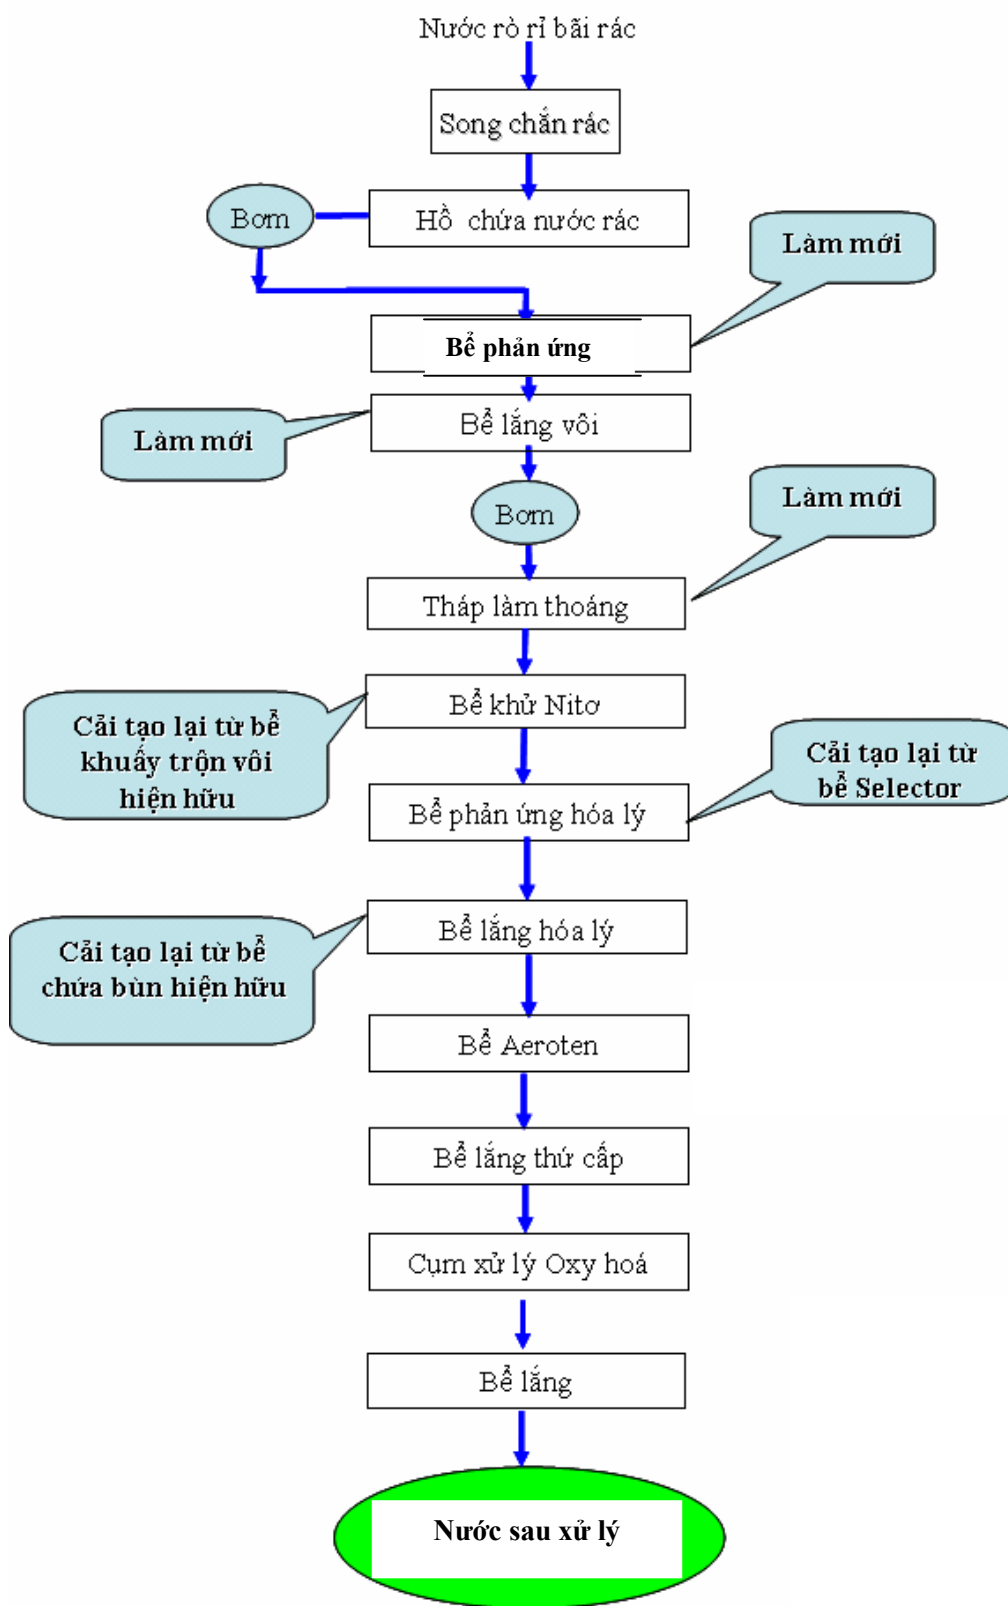 Nước rò rỉ bãi rác
Song chắn rác
Bơm
Hồ chứa nước rác
Làm mới
Bể phản ứng
Làm mới
Bể lắng vôi
Bơm
Làm mới
Tháp làm thoáng
Cải tạo lại từ bể
khuấy trộn vôi
hiện hữu
Bể khử Nitơ
Cải tạo lại từ
bể Selector
Bể phản ứng hóa lý
Cải tạo lại từ bể
chứa bùn hiện hữu
Bể lắng hóa lý
Bể Aeroten
Bể lắng thứ cấp
Cụm xử lý Oxy hoá
Bể lắng
Nước sau xử lý